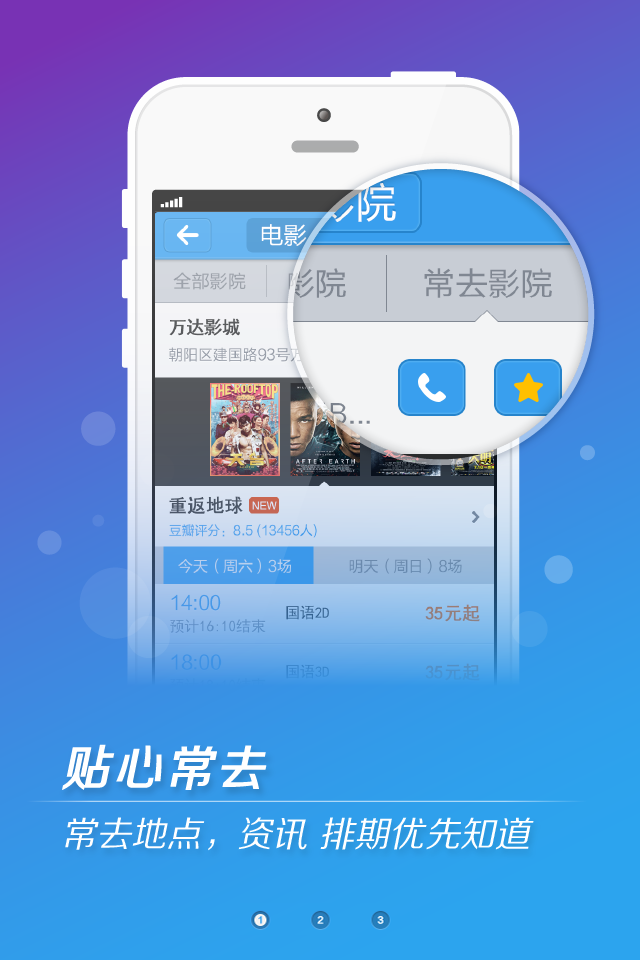 电影
影院
全部影院
影院
常去影院
万达影城
朝阳区建国路93号万
B...
THE ROOFTOP
AFTER EARTH
重返地球 NEW
豆瓣评分：8.5 (13456人)
今天（周六）3场
明天（周日）8场
14:00
国语2D
35元起
预计16:10结束
18:00
国语3D
35元起
贴心常去
常去地点，资讯 排期优先知道
1 2 3